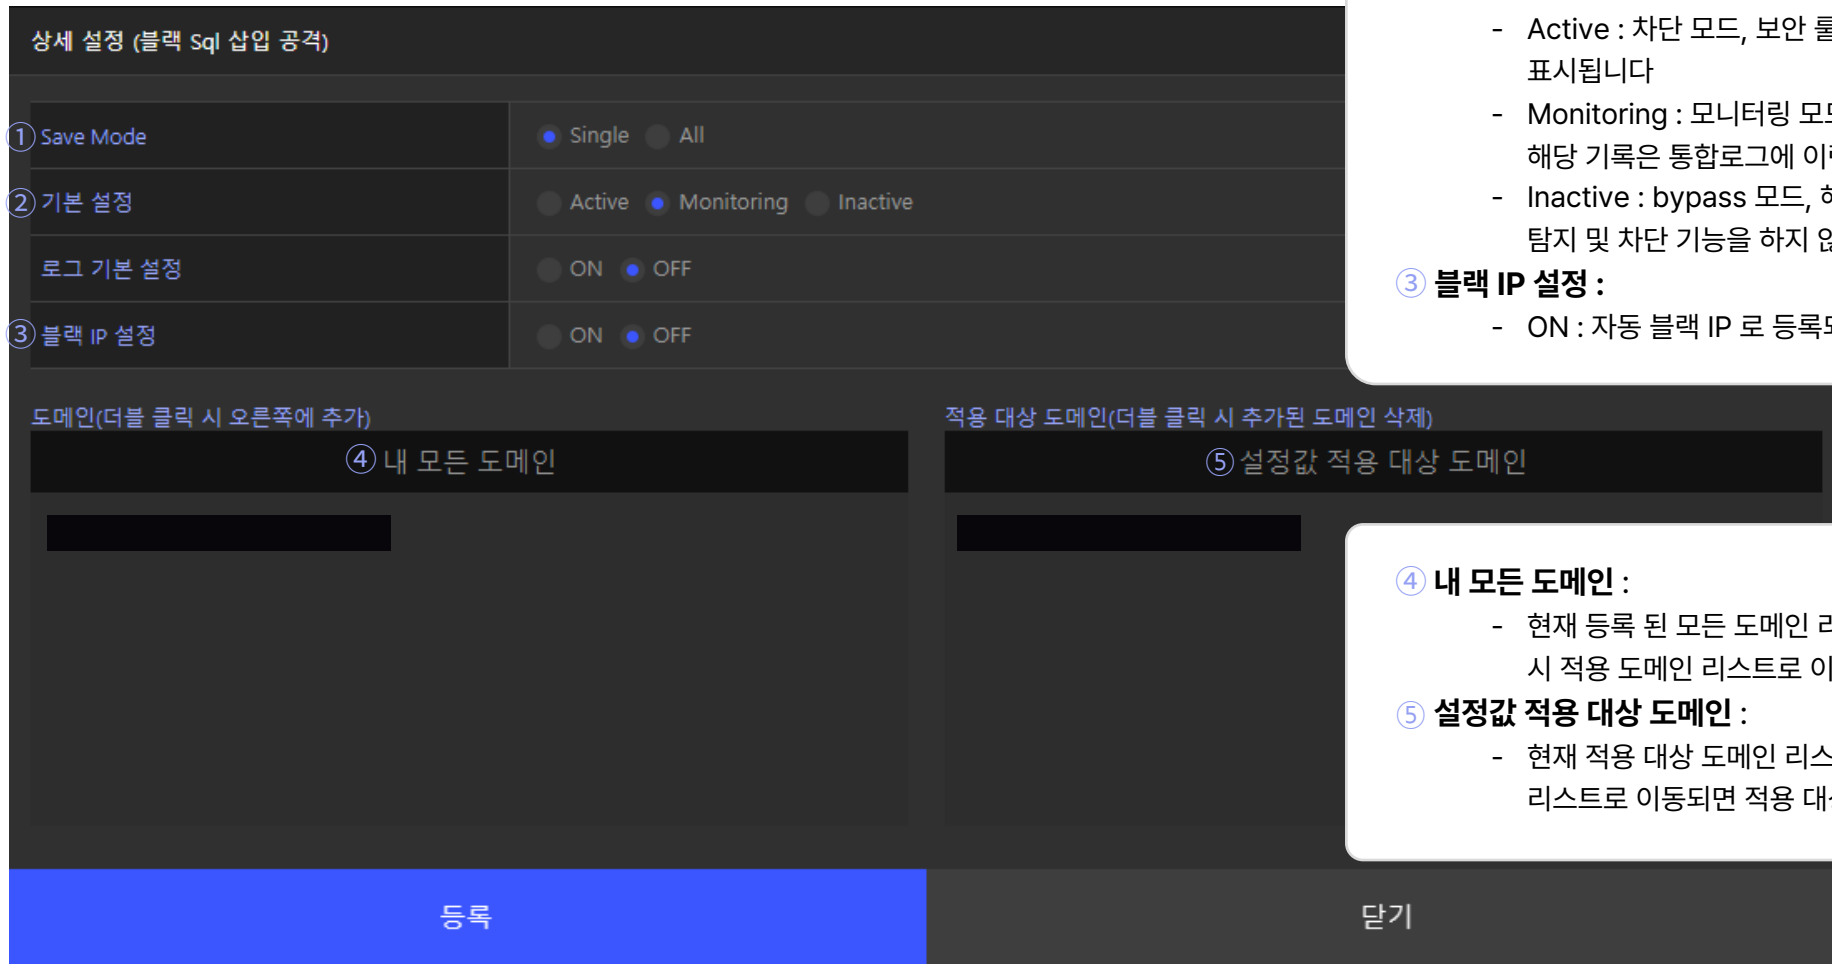 상세 설정 (블랙 Sql 삽입 공격)
① Save Mode
Single All
② 기본 설정
Active Monitoring Inactive
로그 기본 설정
ON OFF
③ 블랙 IP 설정
ON OFF
도메인(더블 클릭 시 오른쪽에 추가)
④ 내 모든 도메인
적용 대상 도메인(더블 클릭 시 추가된 도메인 삭제)
⑤ 설정값 적용 대상 도메인
등록
닫기
- Active : 차단 모드, 보안
표시됩니다
- Monitoring : 모니터링
해당 기록은 통합로그에
- Inactive : bypass 모드,
탐지 및 차단 기능을 하지
③ 블랙 IP 설정 :
- ON : 자동 블랙 IP 로
④ 내 모든 도메인 :
- 현재 등록 된 모든 도메인
시 적용 도메인 리스트로
⑤ 설정값 적용 대상 도메인 :
- 현재 적용 대상 도메인
리스트로 이동되면 적용